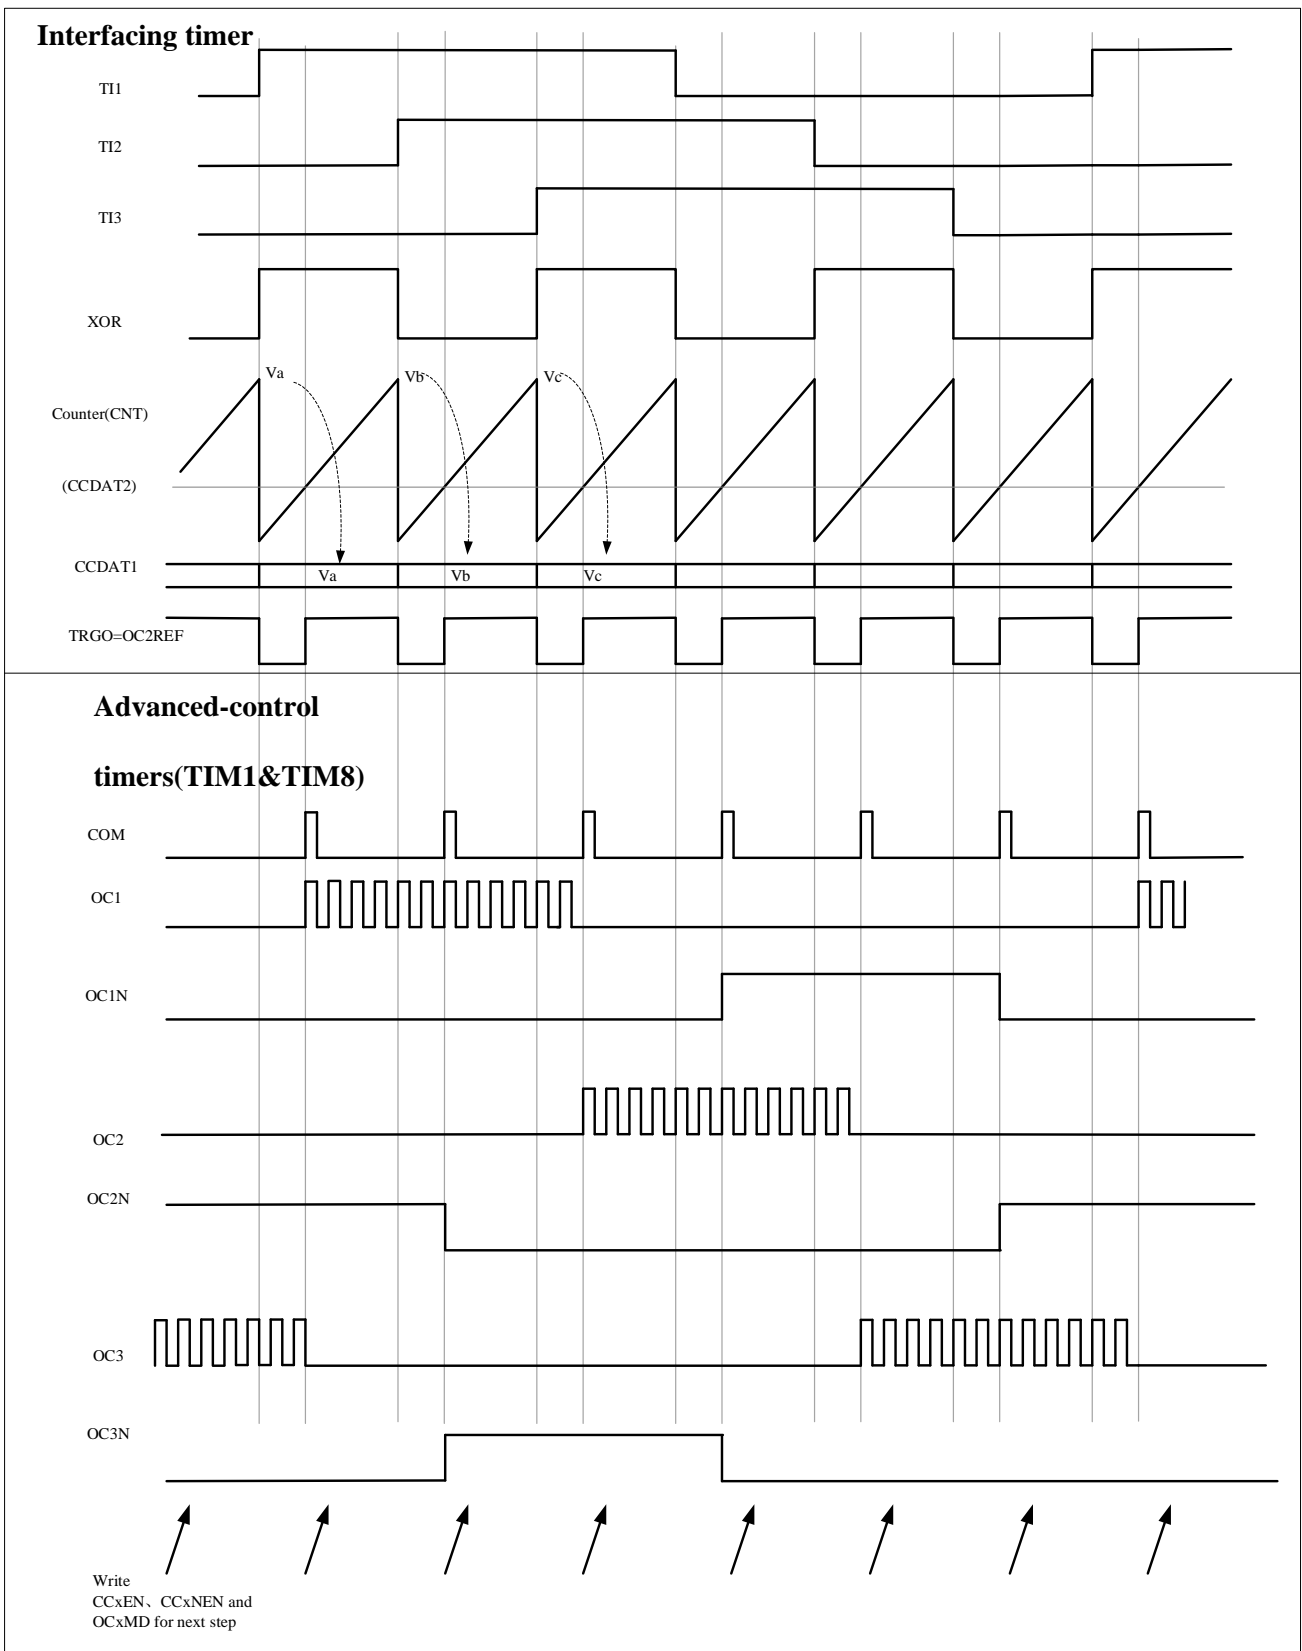 Interfacing timer
TI1
TI2
TI3
XOR
Va
Vb
Vc
Counter(CNT)
(CCDAT2)
CCDAT1
Va
Vb
Vc
TRGO=OC2REF
Advanced-control
timers(TIM1&TIM8)
COM
OC1
OC1N
OC2
OC2N
OC3
OC3N
Write
CCxEN、CCxNEN and
OCxMD for next step